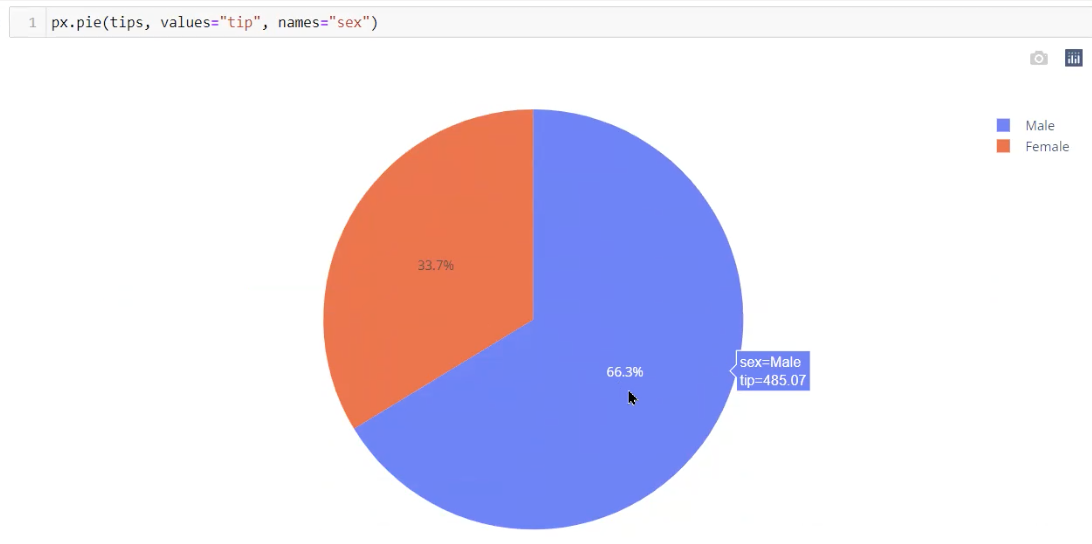 1 px.pie(tips, values="tip", names="sex")
Male
Female
33.7%
66.3%
sex=Male
tip=485.07